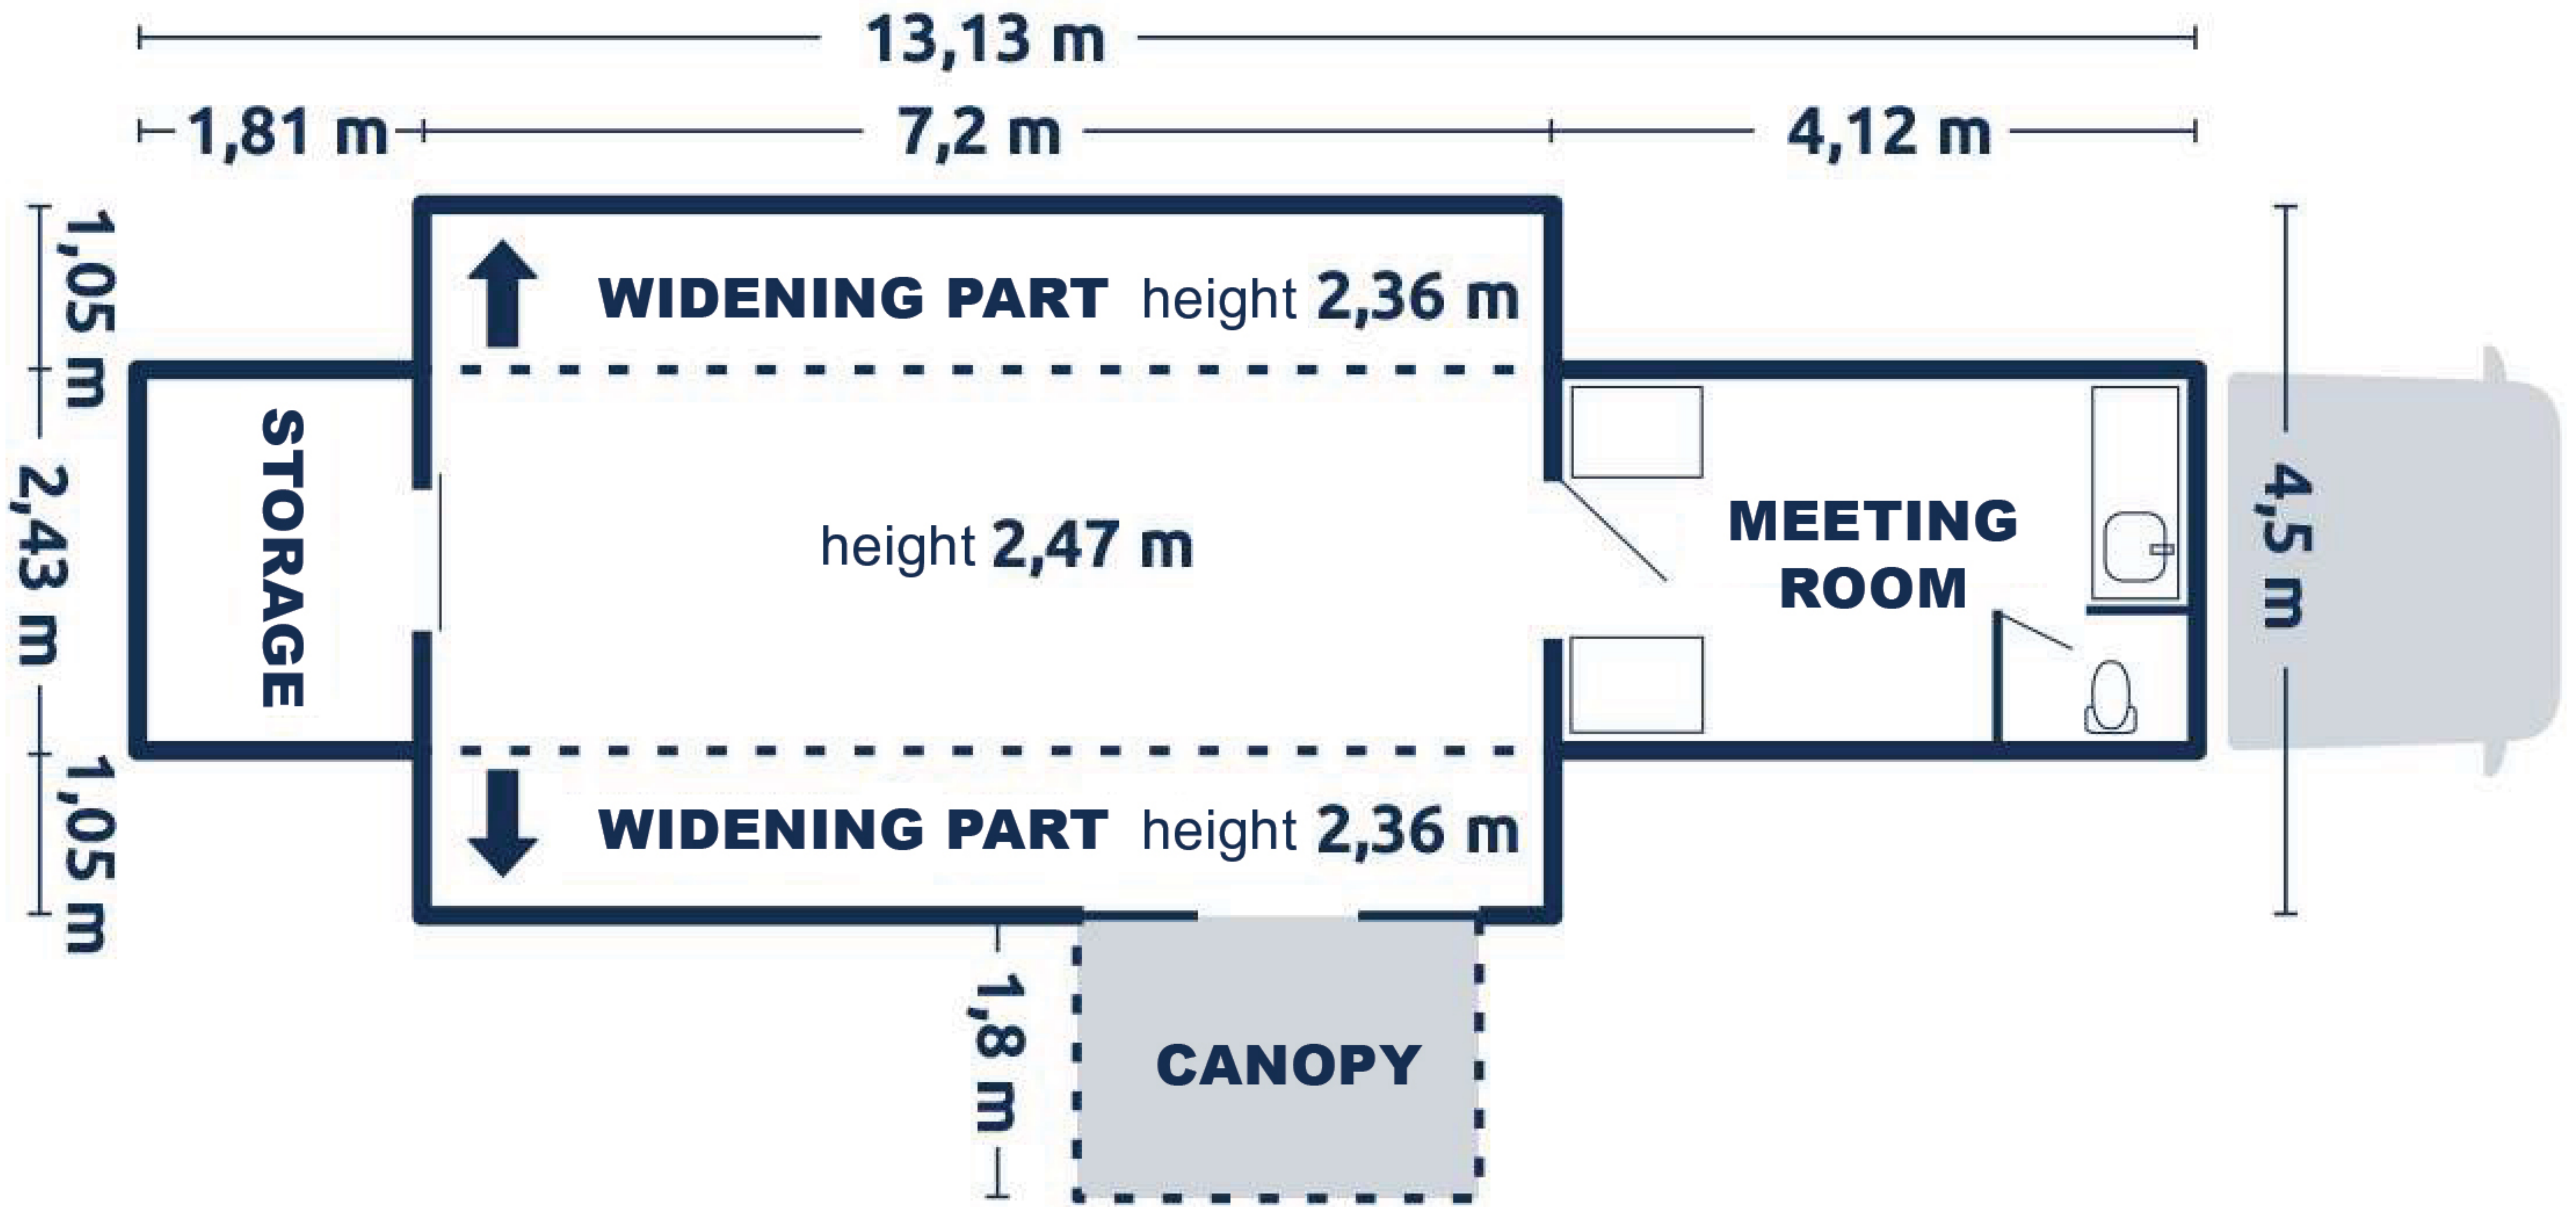 13,13 m
1,81 m
7,2 m
4,12 m
1,05 m
2,43 m
1,05 m
WIDENING PART height 2,36 m
STORAGE
height 2,47 m
MEETING
ROOM
4,5 m
WIDENING PART height 2,36 m
1,8 m
CANOPY